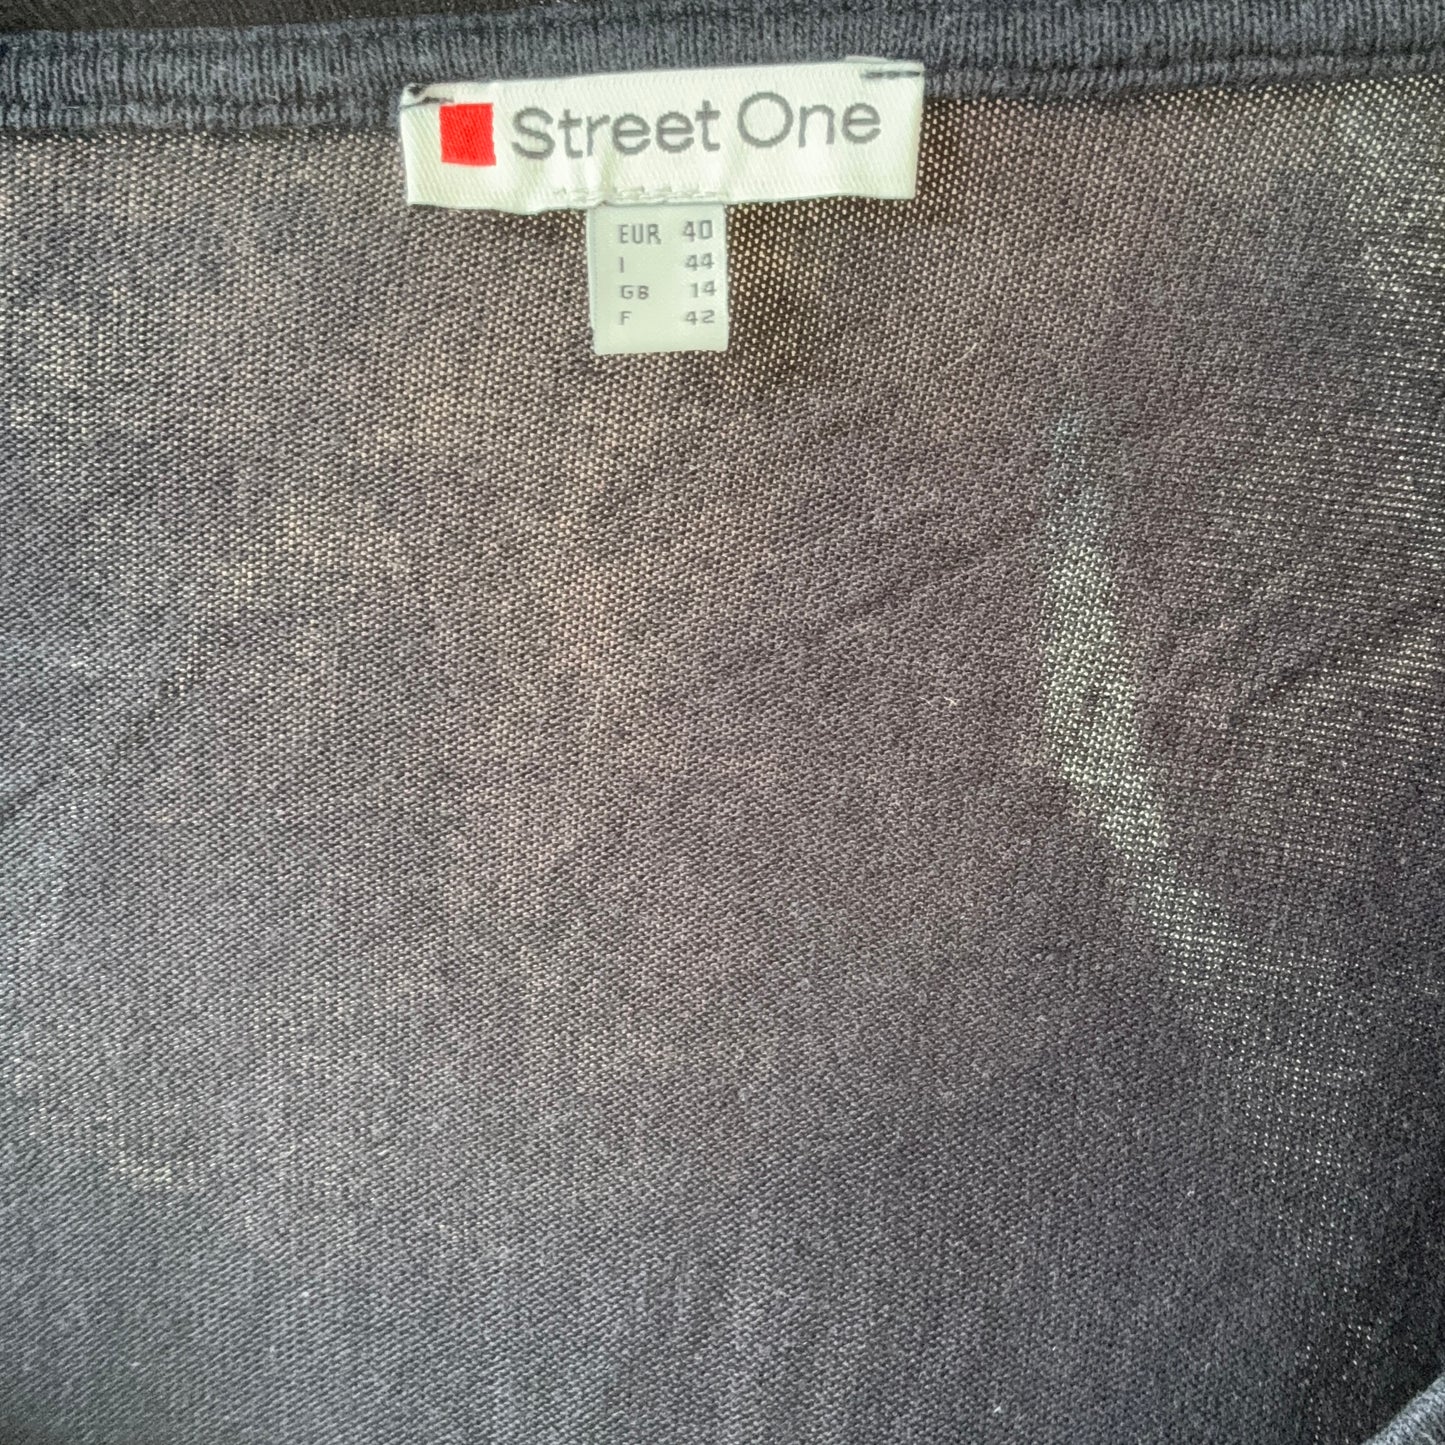 Street One
EUR 40
I 44
GB 14
F 42